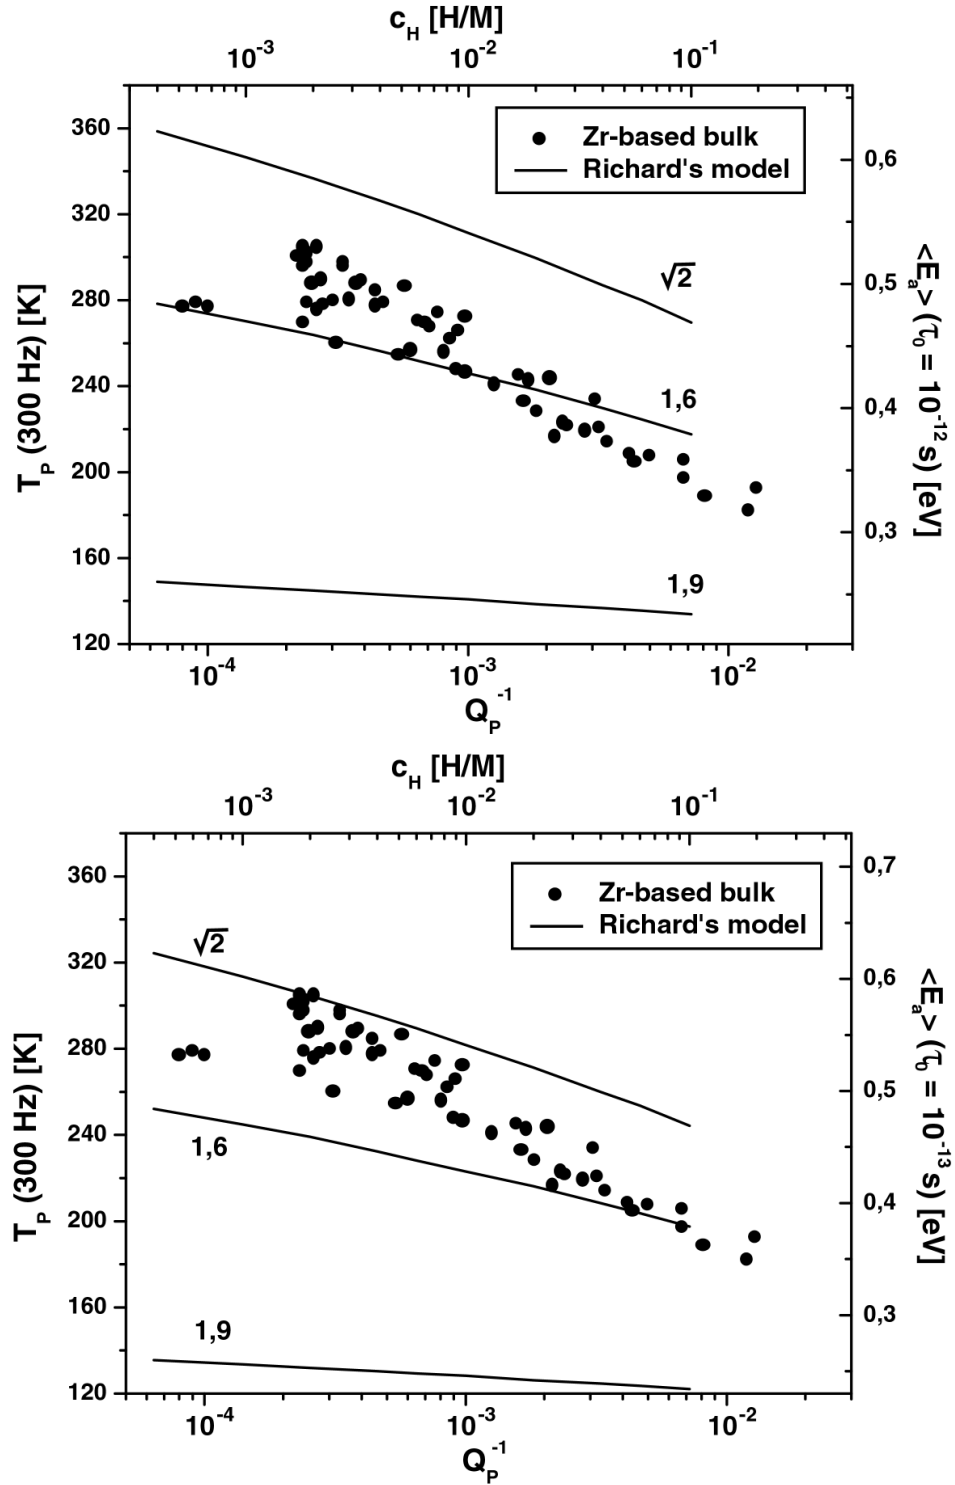 c_H [H/M]
10^-3 10^-2 10^-1
360
320
280
240
200
160
120
T_P (300 Hz) [K]
Zr-based bulk
Richard's model
√2
1,6
1,9
0,6
0,5
0,4
0,3
<E_a> (τ_0 = 10^-12 s) [eV]
10^-4 10^-3 10^-2
Q_P^-1
c_H [H/M]
10^-3 10^-2 10^-1
360
320
280
240
200
160
120
T_P (300 Hz) [K]
Zr-based bulk
Richard's model
√2
1,6
1,9
0,7
0,6
0,5
0,4
0,3
<E_a> (τ_0 = 10^-13 s) [eV]
10^-4 10^-3 10^-2
Q_P^-1